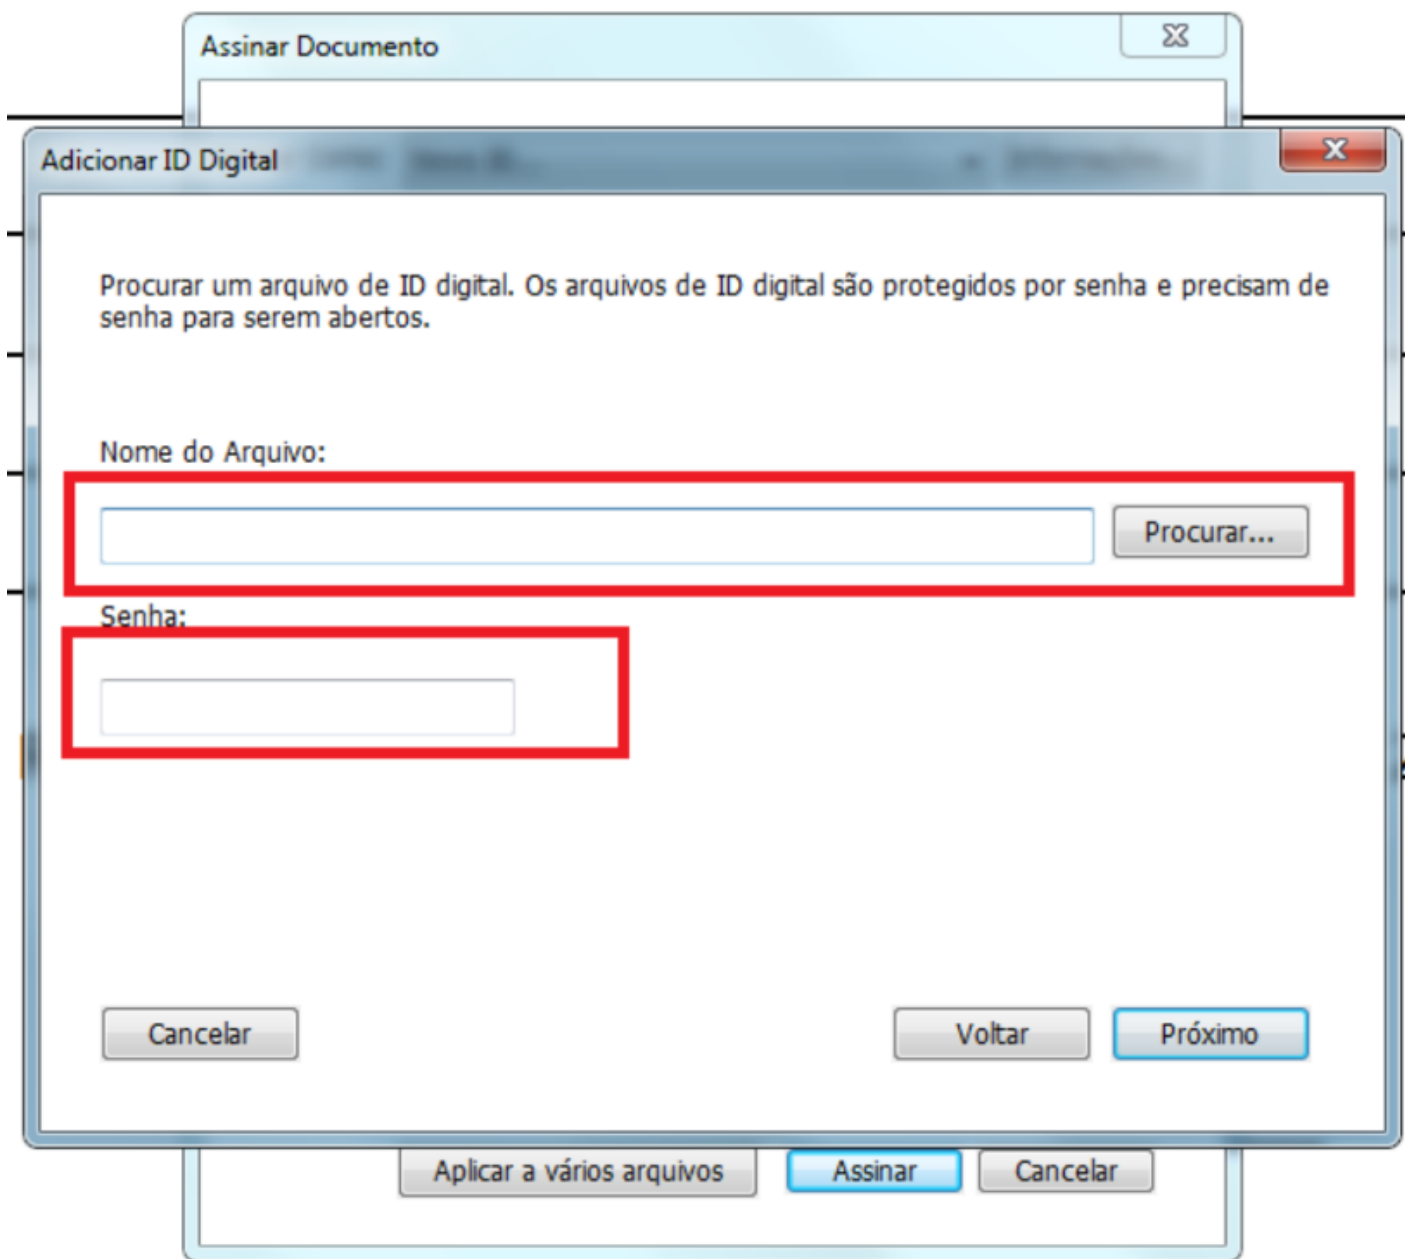 Assinar Documento
Adicionar ID Digital
Procurar um arquivo de ID digital. Os arquivos de ID digital são protegidos por senha e precisam de
senha para serem abertos.
Nome do Arquivo:
Procurar...
Senha:
Cancelar
Voltar
Próximo
Aplicar a vários arquivos
Assinar
Cancelar